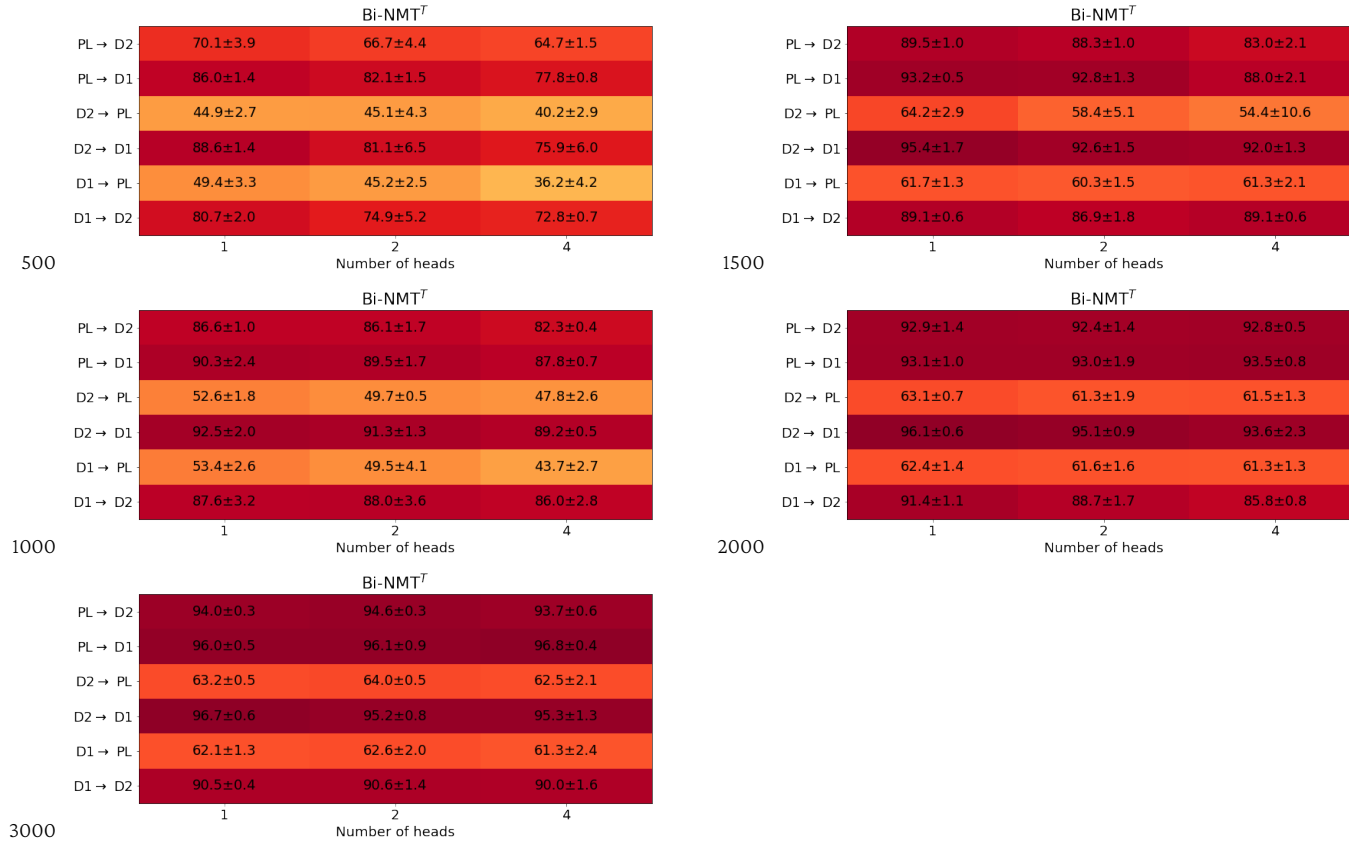 Bi-NMT^T
PL → D2 70.1±3.9 66.7±4.4 64.7±1.5
PL → D1 86.0±1.4 82.1±1.5 77.8±0.8
D2 → PL 44.9±2.7 45.1±4.3 40.2±2.9
D2 → D1 88.6±1.4 81.1±6.5 75.9±6.0
D1 → PL 49.4±3.3 45.2±2.5 36.2±4.2
D1 → D2 80.7±2.0 74.9±5.2 72.8±0.7
1 2 4
500 Number of heads
Bi-NMT^T
PL → D2 89.5±1.0 88.3±1.0 83.0±2.1
PL → D1 93.2±0.5 92.8±1.3 88.0±2.1
D2 → PL 64.2±2.9 58.4±5.1 54.4±10.6
D2 → D1 95.4±1.7 92.6±1.5 92.0±1.3
D1 → PL 61.7±1.3 60.3±1.5 61.3±2.1
D1 → D2 89.1±0.6 86.9±1.8 89.1±0.6
1 2 4
1500 Number of heads
Bi-NMT^T
PL → D2 86.6±1.0 86.1±1.7 82.3±0.4
PL → D1 90.3±2.4 89.5±1.7 87.8±0.7
D2 → PL 52.6±1.8 49.7±0.5 47.8±2.6
D2 → D1 92.5±2.0 91.3±1.3 89.2±0.5
D1 → PL 53.4±2.6 49.5±4.1 43.7±2.7
D1 → D2 87.6±3.2 88.0±3.6 86.0±2.8
1 2 4
1000 Number of heads
Bi-NMT^T
PL → D2 92.9±1.4 92.4±1.4 92.8±0.5
PL → D1 93.1±1.0 93.0±1.9 93.5±0.8
D2 → PL 63.1±0.7 61.3±1.9 61.5±1.3
D2 → D1 96.1±0.6 95.1±0.9 93.6±2.3
D1 → PL 62.4±1.4 61.6±1.6 61.3±1.3
D1 → D2 91.4±1.1 88.7±1.7 85.8±0.8
1 2 4
2000 Number of heads
Bi-NMT^T
PL → D2 94.0±0.3 94.6±0.3 93.7±0.6
PL → D1 96.0±0.5 96.1±0.9 96.8±0.4
D2 → PL 63.2±0.5 64.0±0.5 62.5±2.1
D2 → D1 96.7±0.6 95.2±0.8 95.3±1.3
D1 → PL 62.1±1.3 62.6±2.0 61.3±2.4
D1 → D2 90.5±0.4 90.6±1.4 90.0±1.6
1 2 4
3000 Number of heads